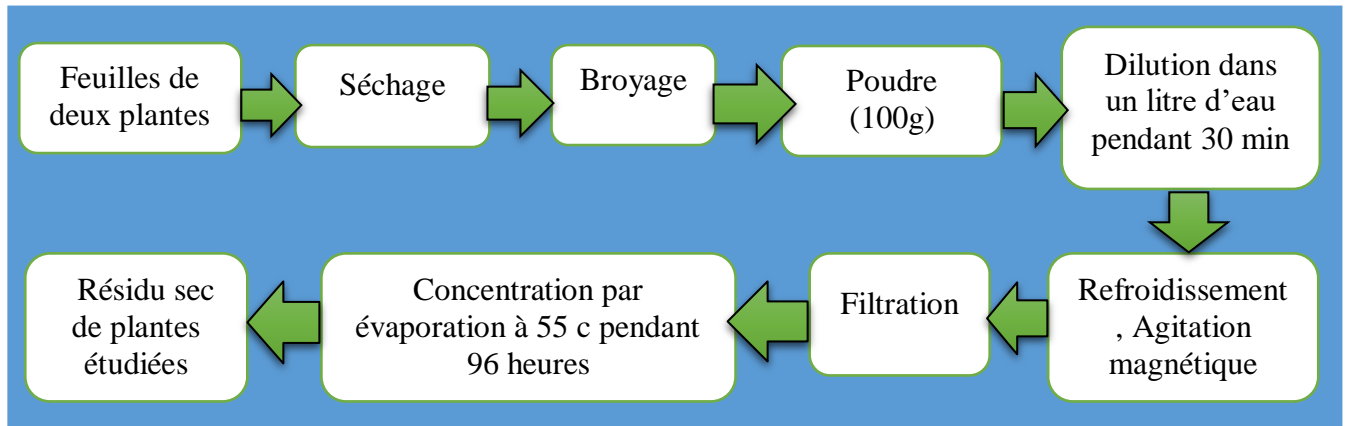 Feuilles de
deux plantes
Séchage
Broyage
Poudre
(100g)
Dilution dans
un litre d’eau
pendant 30 min
Refroidissement
, Agitation
magnétique
Filtration
Concentration par
évaporation à 55 c pendant
96 heures
Résidu sec
de plantes
étudiées